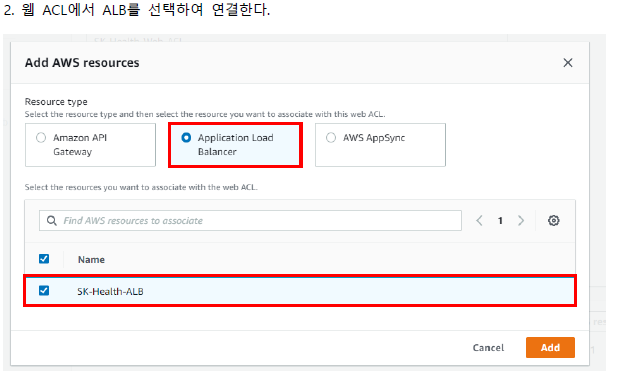 2. 웹 ACL에서 ALB를 선택하여 연결한다.
Add AWS resources
Resource type
Select the resource type and then select the resource you want to associate with this web ACL.
Amazon API
Gateway
Application Load
Balancer
AWS AppSync
Select the resources you want to associate with the web ACL.
Find AWS resources to associate
1
Name
SK-Health-ALB
Cancel
Add